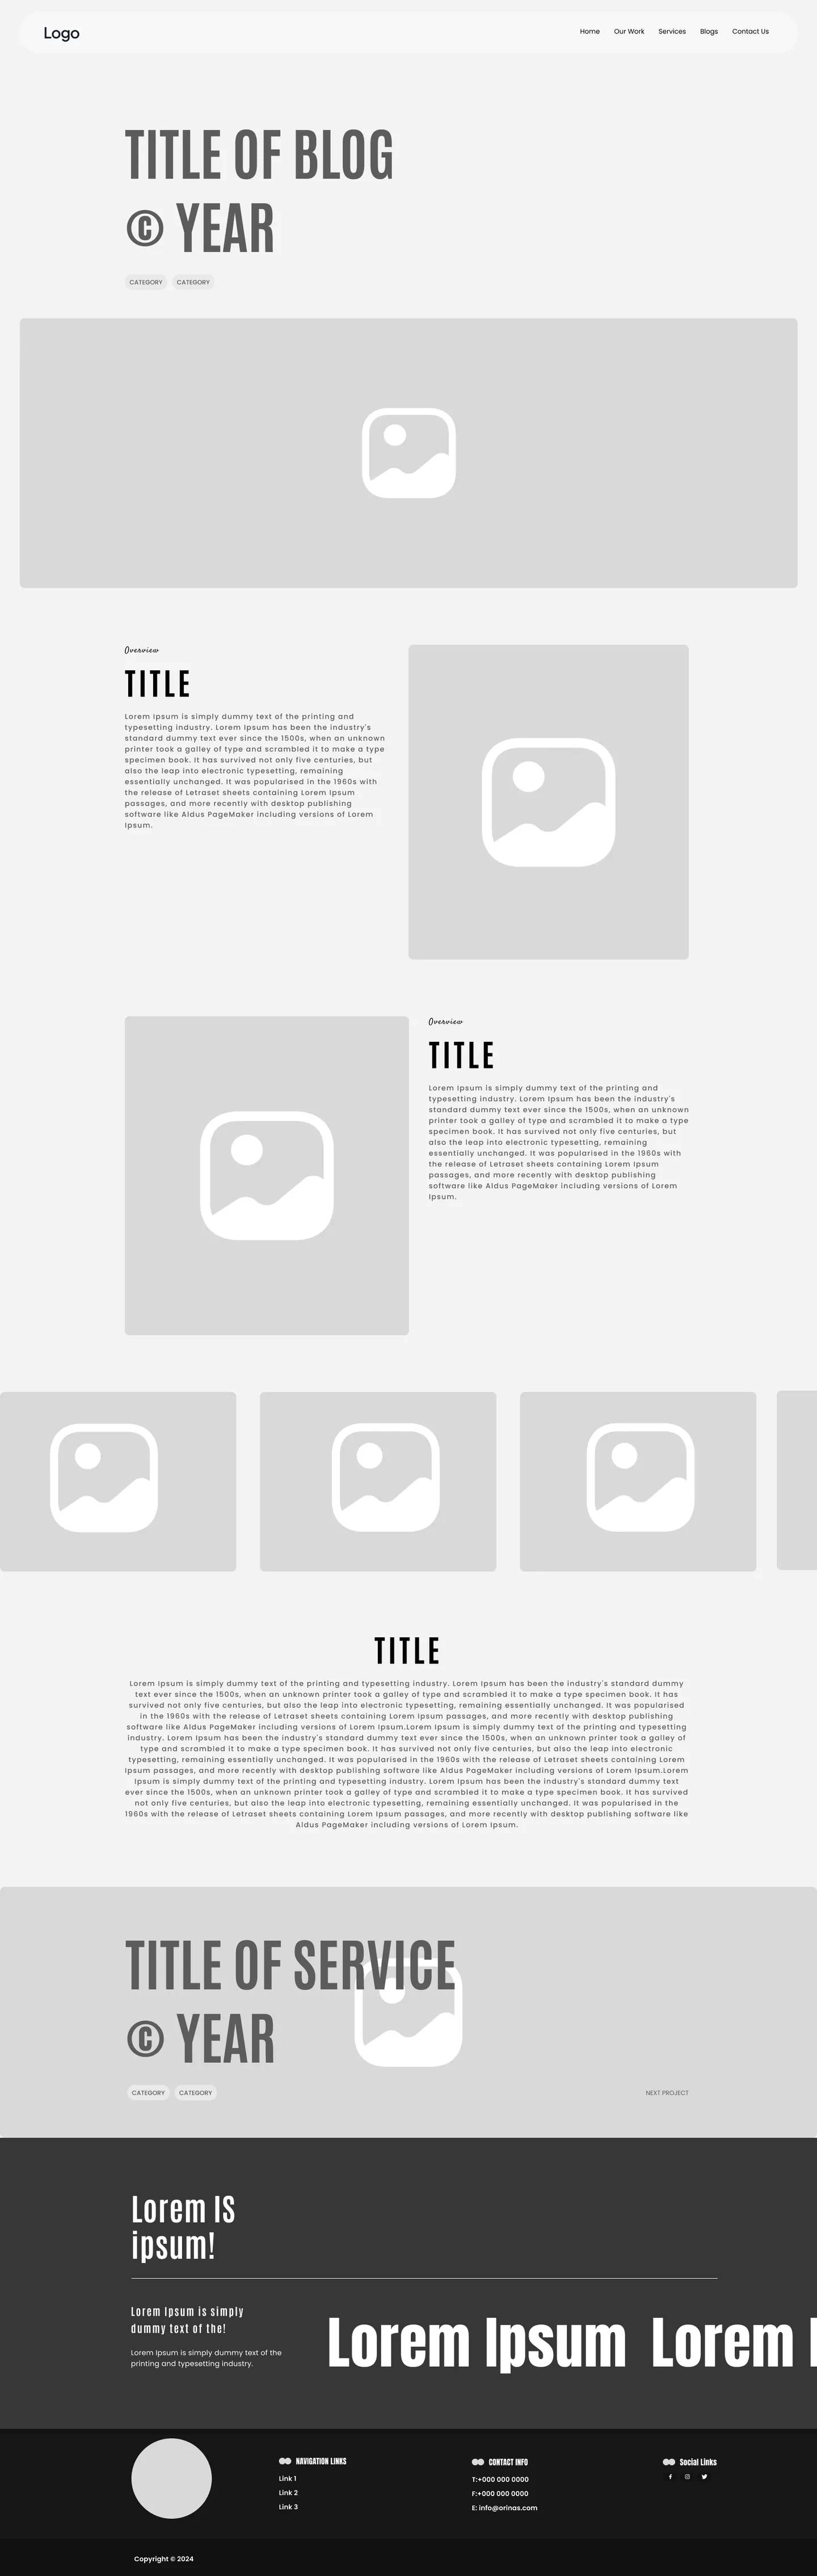 Logo
Home Our Work Services Blogs Contact Us
TITLE OF BLOG
© YEAR
CATEGORY CATEGORY
Overview
TITLE
Lorem Ipsum is simply dummy text of the printing and
typesetting industry. Lorem Ipsum has been the industry's
standard dummy text ever since the 1500s, when an unknown
printer took a galley of type and scrambled it to make a type
specimen book. It has survived not only five centuries, but
also the leap into electronic typesetting, remaining
essentially unchanged. It was popularised in the 1960s with
the release of Letraset sheets containing Lorem Ipsum
passages, and more recently with desktop publishing
software like Aldus PageMaker including versions of Lorem
Ipsum.
Overview
TITLE
Lorem Ipsum is simply dummy text of the printing and
typesetting industry. Lorem Ipsum has been the industry's
standard dummy text ever since the 1500s, when an unknown
printer took a galley of type and scrambled it to make a type
specimen book. It has survived not only five centuries, but
also the leap into electronic typesetting, remaining
essentially unchanged. It was popularised in the 1960s with
the release of Letraset sheets containing Lorem Ipsum
passages, and more recently with desktop publishing
software like Aldus PageMaker including versions of Lorem
Ipsum.
TITLE
Lorem Ipsum is simply dummy text of the printing and typesetting industry. Lorem Ipsum has been the industry's standard dummy
text ever since the 1500s, when an unknown printer took a galley of type and scrambled it to make a type specimen book. It has
survived not only five centuries, but also the leap into electronic typesetting, remaining essentially unchanged. It was popularised
in the 1960s with the release of Letraset sheets containing Lorem Ipsum passages, and more recently with desktop publishing
software like Aldus PageMaker including versions of Lorem Ipsum.Lorem Ipsum is simply dummy text of the printing and typesetting
industry. Lorem Ipsum has been the industry's standard dummy text ever since the 1500s, when an unknown printer took a galley of
type and scrambled it to make a type specimen book. It has survived not only five centuries, but also the leap into electronic
typesetting, remaining essentially unchanged. It was popularised in the 1960s with the release of Letraset sheets containing Lorem
Ipsum passages, and more recently with desktop publishing software like Aldus PageMaker including versions of Lorem Ipsum.Lorem
Ipsum is simply dummy text of the printing and typesetting industry. Lorem Ipsum has been the industry's standard dummy text
ever since the 1500s, when an unknown printer took a galley of type and scrambled it to make a type specimen book. It has survived
not only five centuries, but also the leap into electronic typesetting, remaining essentially unchanged. It was popularised in the
1960s with the release of Letraset sheets containing Lorem Ipsum passages, and more recently with desktop publishing software like
Aldus PageMaker including versions of Lorem Ipsum.
TITLE OF SERVICE
© YEAR
CATEGORY CATEGORY
NEXT PROJECT
Lorem IS
ipsum!
Lorem Ipsum is simply
dummy text of the!
Lorem Ipsum is simply dummy text of the
printing and typesetting industry.
Lorem Ipsum Lorem
NAVIGATION LINKS
Link 1
Link 2
Link 3
CONTACT INFO
T:+000 000 0000
F:+000 000 0000
E: info@orinas.com
Social Links
Copyright © 2024